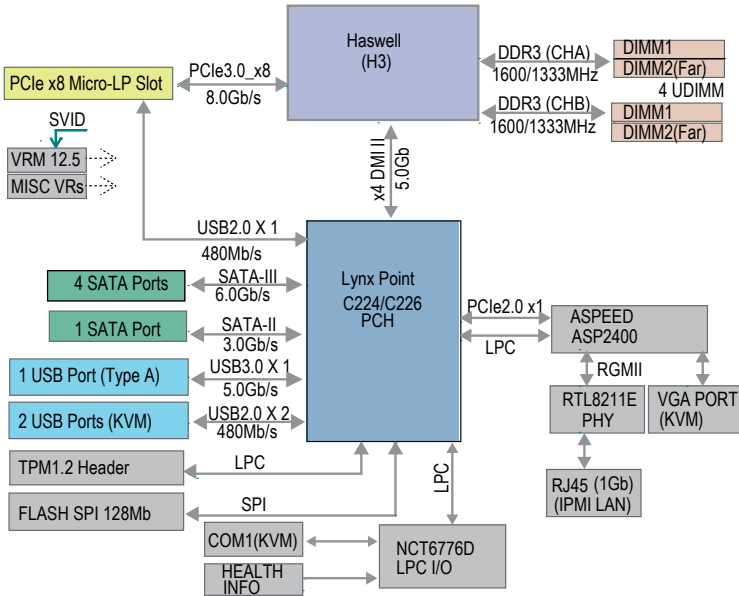 Haswell
(H3)
PCIe x8 Micro-LP Slot
PCIe3.0_x8
8.0Gb/s
DDR3 (CHA)
1600/1333MHz
DIMM1
DIMM2(Far)
4 UDIMM
DDR3 (CHB)
1600/1333MHz
DIMM1
DIMM2(Far)
SVID
VRM 12.5
MISC VRs
x4 DMI II
5.0Gb
USB2.0 X 1
480Mb/s
Lynx Point
C224/C226
PCH
4 SATA Ports
SATA-III
6.0Gb/s
1 SATA Port
SATA-II
3.0Gb/s
1 USB Port (Type A)
USB3.0 X 1
5.0Gb/s
2 USB Ports (KVM)
USB2.0 X 2
480Mb/s
PCIe2.0 x1
LPC
ASPEED
ASP2400
RGMII
RTL8211E
PHY
VGA PORT
(KVM)
RJ45 (1Gb)
(IPMI LAN)
TPM1.2 Header
LPC
FLASH SPI 128Mb
SPI
LPC
COM1(KVM)
HEALTH
INFO
NCT6776D
LPC I/O